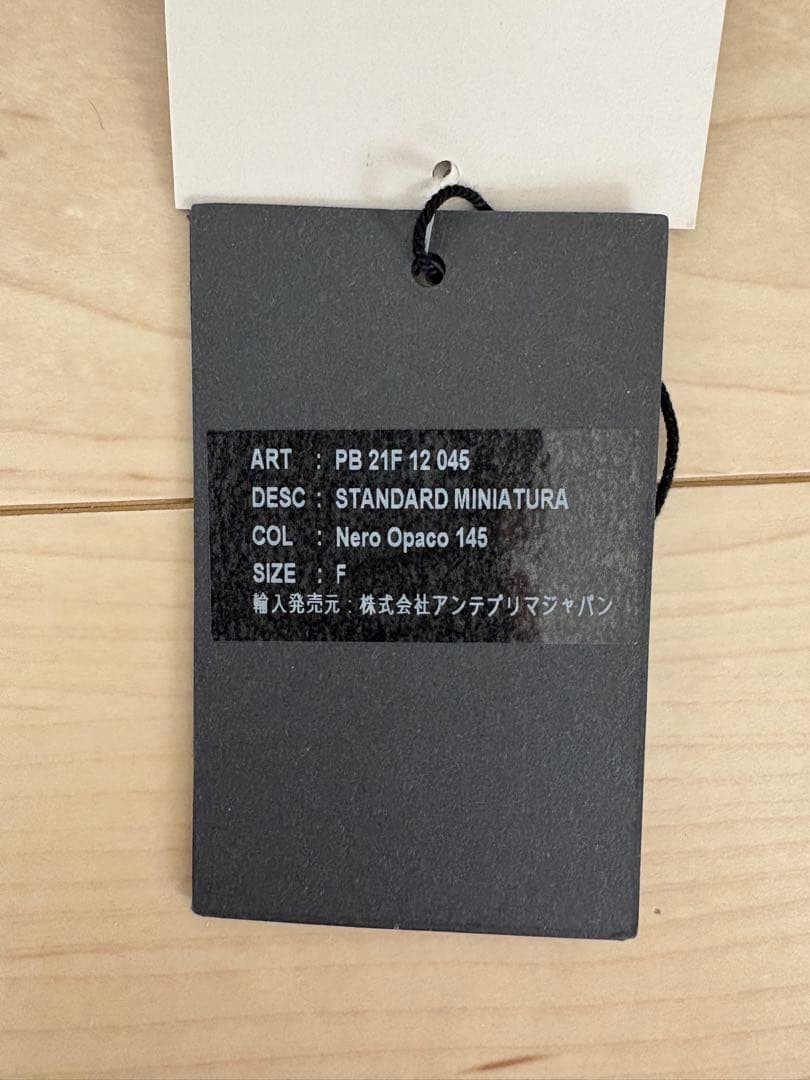 ART : PB 21F 12 045
DESC : STANDARD MINIATURA
COL : Nero Opaco 145
SIZE : F
輸入発売元：株式会社アンテプリマジャパン